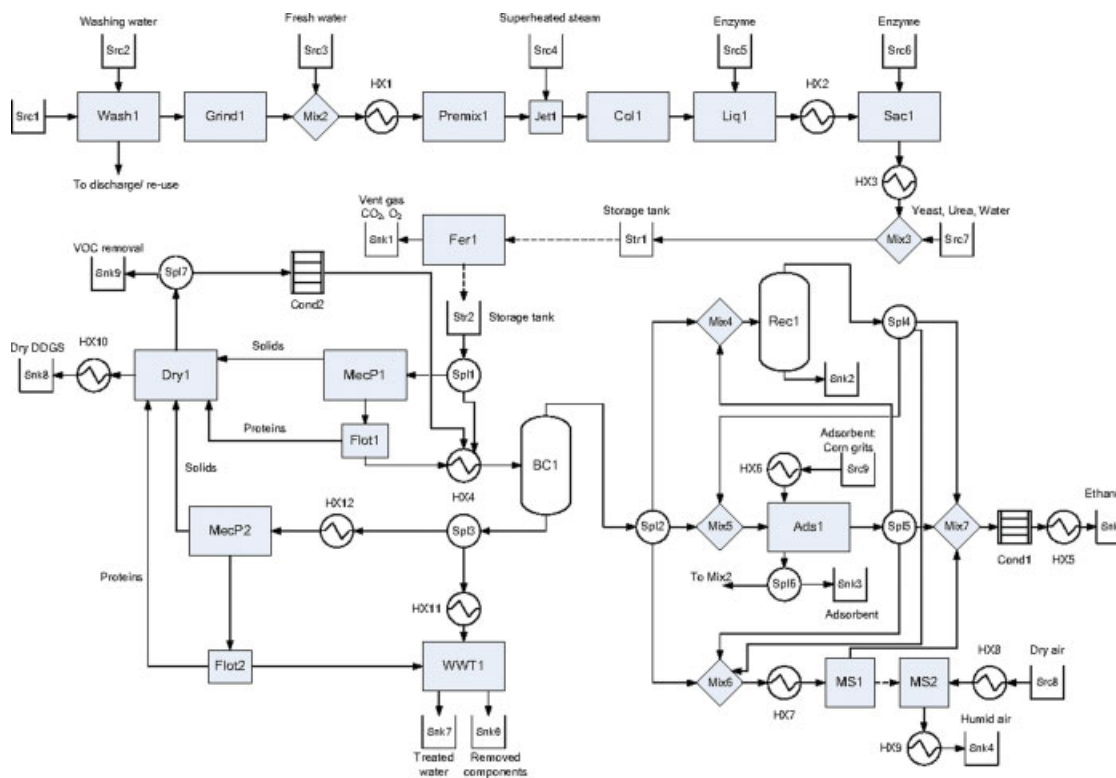 Washing water
Fresh water
Superheated steam
Enzyme
Enzyme
Src2
Src3
Src4
Src5
Src6
HX1
HX2
Src1
Wash1
Grind1
Mix2
Premix1
Jet1
Col1
Liq1
Sac1
To discharge/ re-use
HX3
Vent gas
CO2, O2
Storage tank
Yeast, Urea, Water
Snk1
Fer1
Str1
Mix3
Src7
VOC removal
Snk9
Spl7
Cond2
Str2
Storage tank
Mix4
Rec1
Spl4
Dry DDGS
HX10
Solids
Snk8
Dry1
MecP1
Spl1
Snk2
Proteins
Flot1
Adsorbent:
Corn grits
HX6
Src9
Solids
HX4
BC1
Ethan
HX12
MecP2
Spl3
Spl2
Mix5
Ads1
Spl5
Mix7
Snk
Cond1
HX5
Proteins
To Mix2
Spl6
Snk3
Adsorbent
HX11
Flot2
WWT1
Mix6
HX7
MS1
MS2
HX8
Dry air
Src8
Humid air
HX9
Snk4
Snk7
Snk6
Treated
water
Removed
components